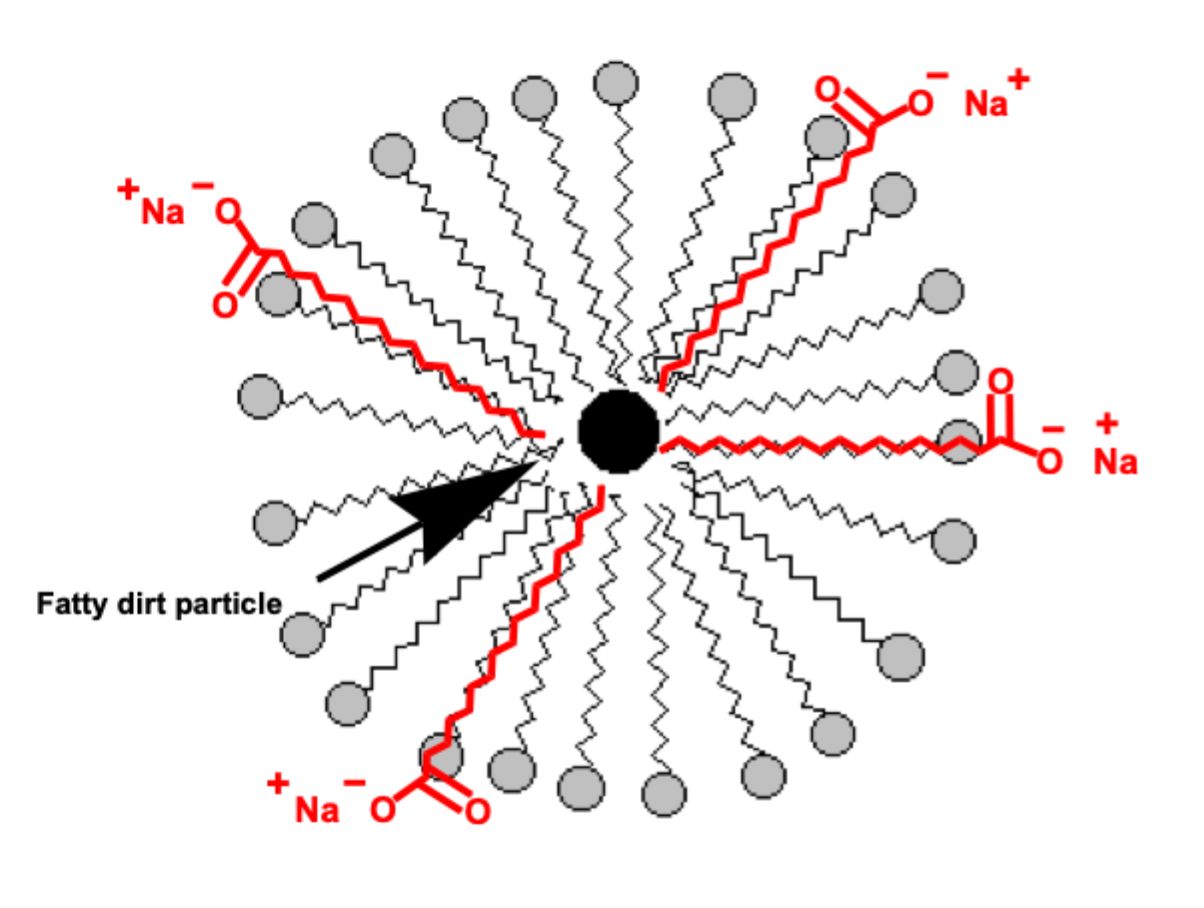 O O − Na +
+ Na − O
O
O − +
O Na
Fatty dirt particle
+ Na − O O